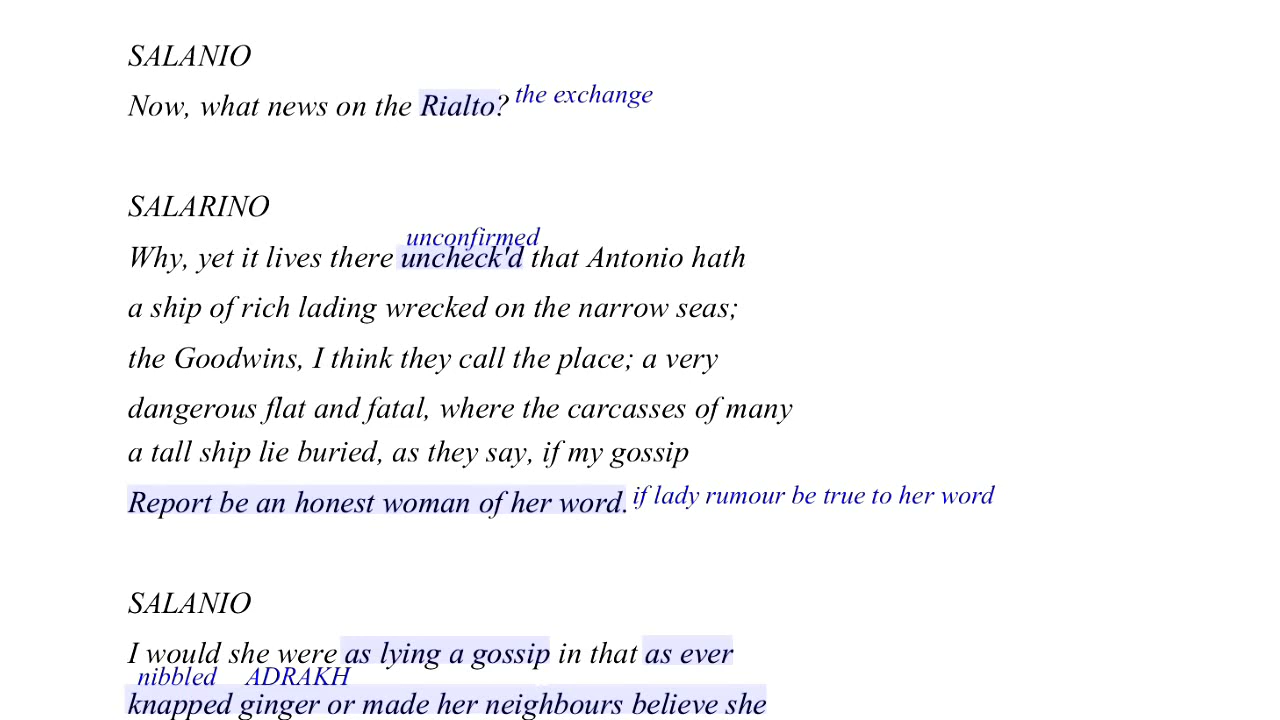 SALANIO
Now, what news on the Rialto? the exchange
SALARINO
unconfirmed
Why, yet it lives there uncheck'd that Antonio hath
a ship of rich lading wrecked on the narrow seas;
the Goodwins, I think they call the place; a very
dangerous flat and fatal, where the carcasses of many
a tall ship lie buried, as they say, if my gossip
Report be an honest woman of her word. if lady rumour be true to her word
SALANIO
I would she were as lying a gossip in that as ever
nibbled ADRAKH
knapped ginger or made her neighbours believe she